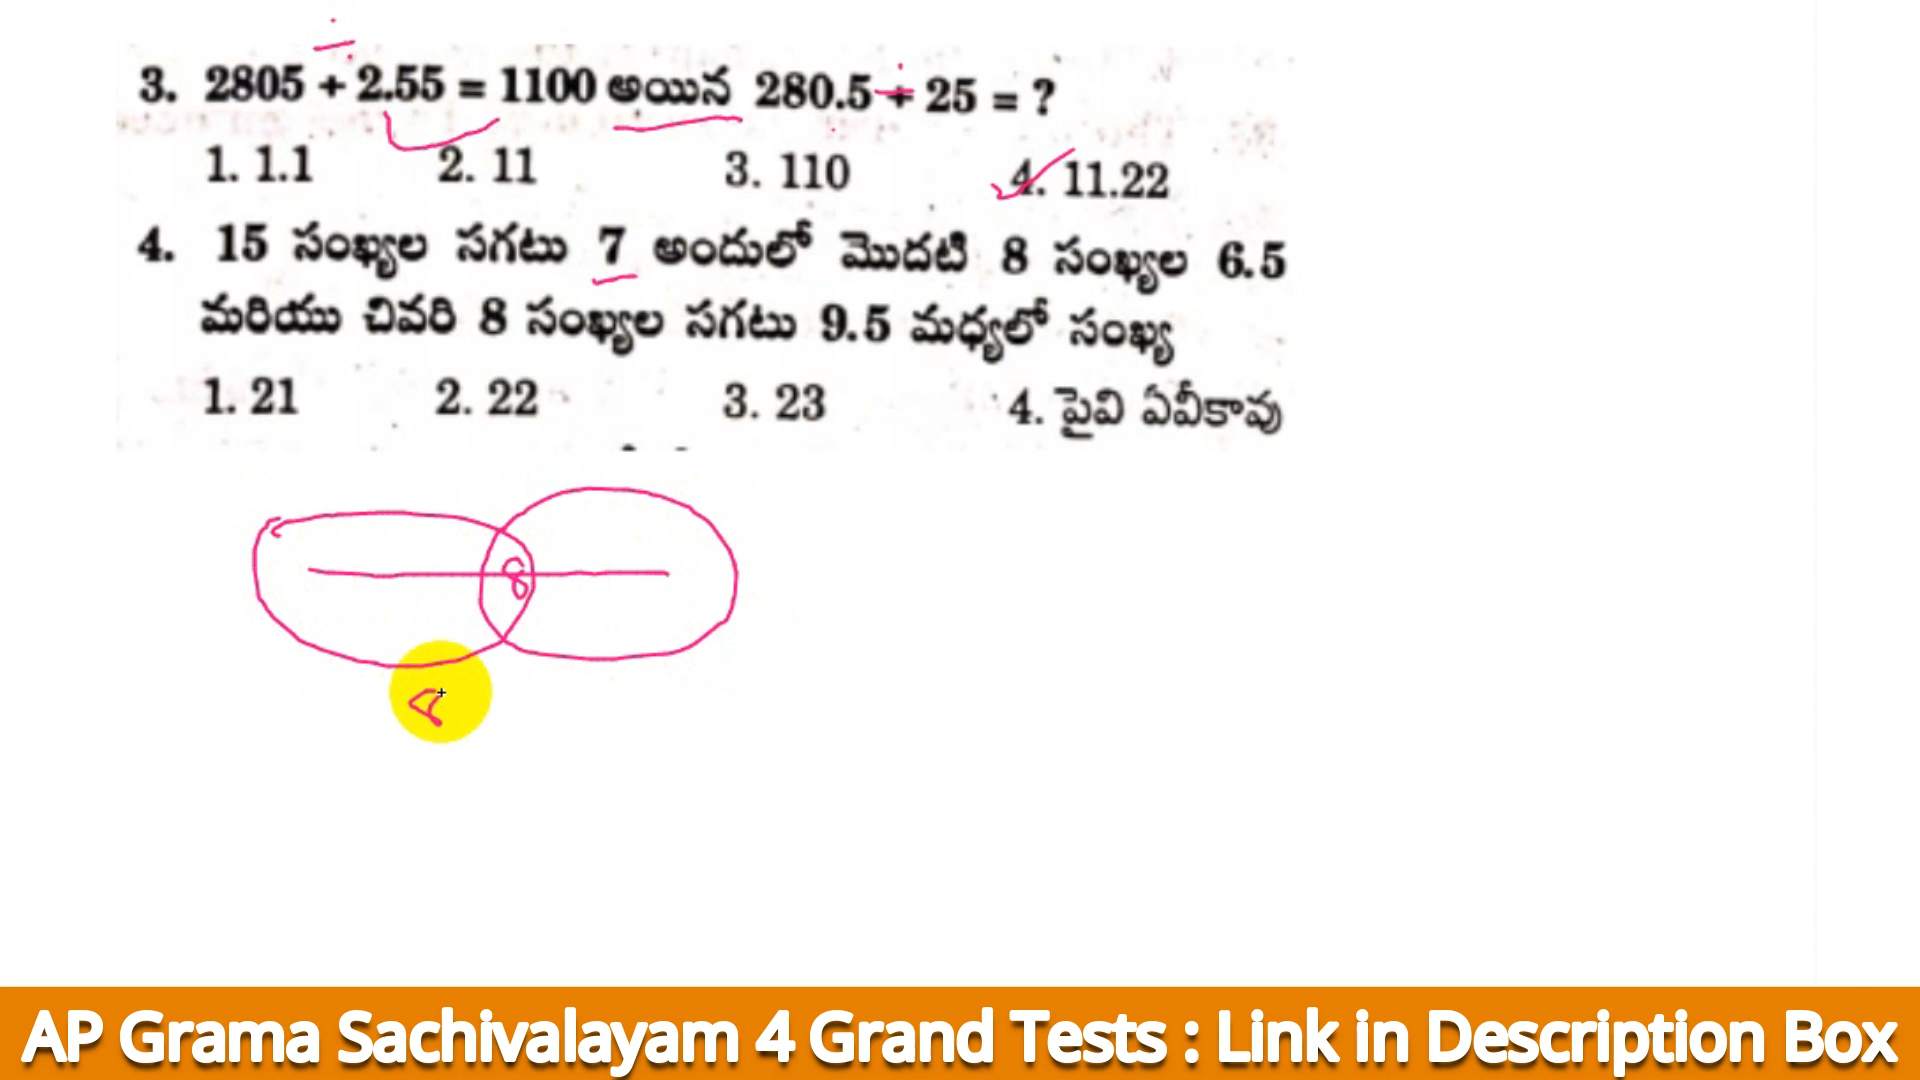 3. 2805 + 2.55 = 1100 అయిన 280.5 ÷ 25 = ?
1. 1.1 2. 11 3. 110 4. 11.22
4. 15 సంఖ్యల సగటు 7 అందులో మొదటి 8 సంఖ్యల 6.5
మరియు చివరి 8 సంఖ్యల సగటు 9.5 మధ్యలో సంఖ్య
1. 21 2. 22 3. 23 4. పైవి ఏవీకావు
8
AP Grama Sachivalayam 4 Grand Tests : Link in Description Box